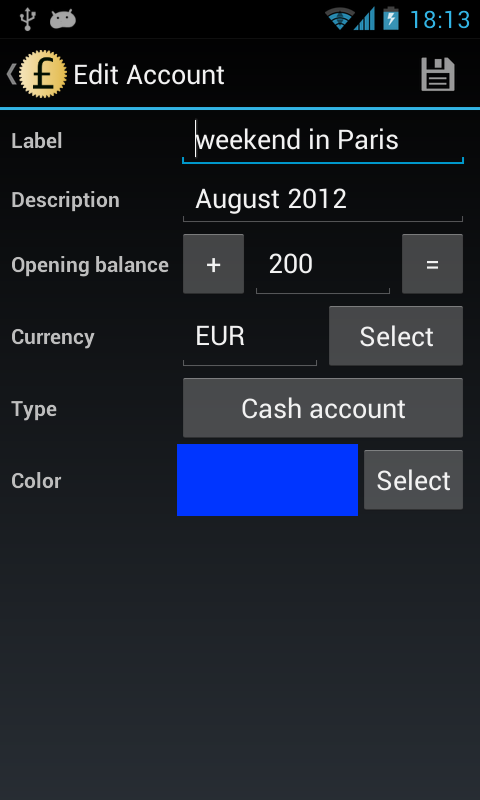 18:13
£ Edit Account
Label weekend in Paris
Description August 2012
Opening balance + 200 =
Currency EUR Select
Type Cash account
Color Select